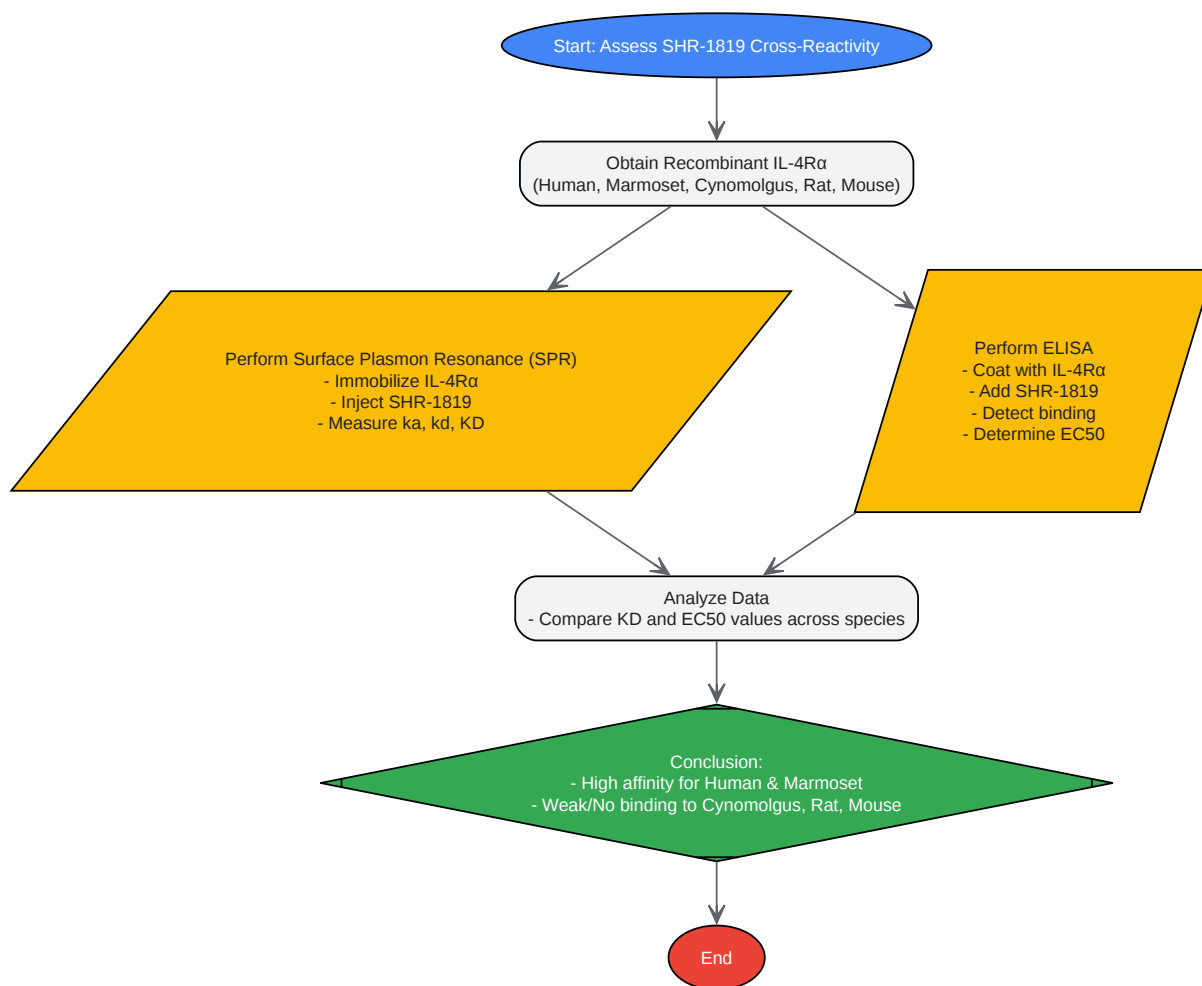 Start: Assess SHR-1819 Cross-Reactivity
Obtain Recombinant IL-4Rα
(Human, Marmoset, Cynomolgus, Rat, Mouse)
Perform Surface Plasmon Resonance (SPR)
- Immobilize IL-4Rα
- Inject SHR-1819
- Measure ka, kd, KD
Perform ELISA
- Coat with IL-4Rα
- Add SHR-1819
- Detect binding
- Determine EC50
Analyze Data
- Compare KD and EC50 values across species
Conclusion:
- High affinity for Human & Marmoset
- Weak/No binding to Cynomolgus, Rat, Mouse
End